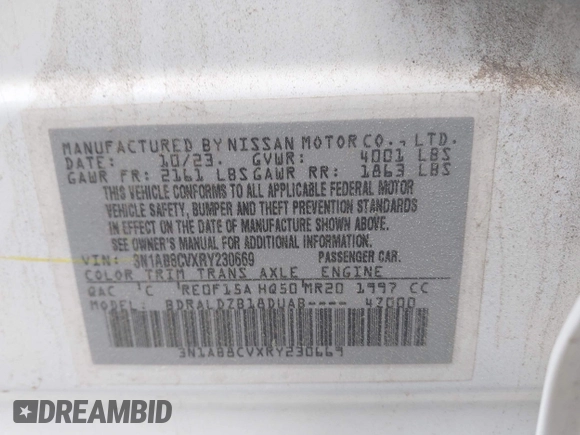 MANUFACTURED BY NISSAN MOTOR CO., LTD.
DATE: 10/23. GVWR: 4001 LBS
GAWR FR: 2161 LBS GAWR RR: 1863 LBS
THIS VEHICLE CONFORMS TO ALL APPLICABLE FEDERAL MOTOR
VEHICLE SAFETY, BUMPER AND THEFT PREVENTION STANDARDS
IN EFFECT ON THE DATE OF MANUFACTURE SHOWN ABOVE.
SEE OWNER'S MANUAL FOR ADDITIONAL INFORMATION.
VIN: 3N1AB8CVXRY230669 PASSENGER CAR.
COLOR TRIM TRANS AXLE ENGINE
QAC C RE0F15A HQ50 MR20 1997 CC
MODEL: BDRALDZB18DUAB---- 47000
3N1AB8CVXRY230669
DREAMBID